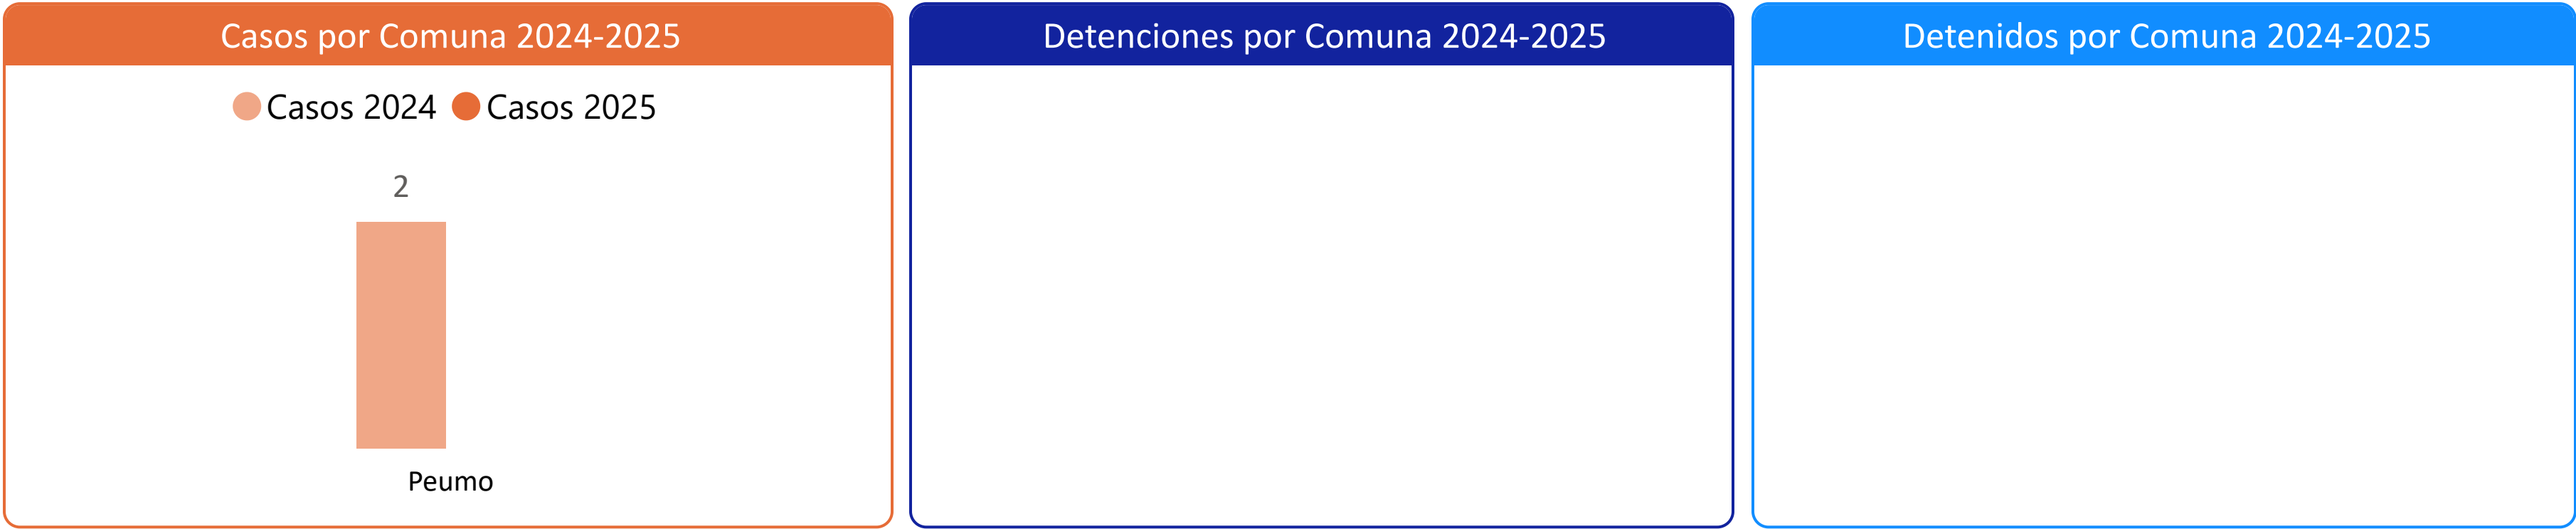 Casos por Comuna 2024-2025
Casos 2024 Casos 2025
2
Peumo
Detenciones por Comuna 2024-2025
Detenidos por Comuna 2024-2025